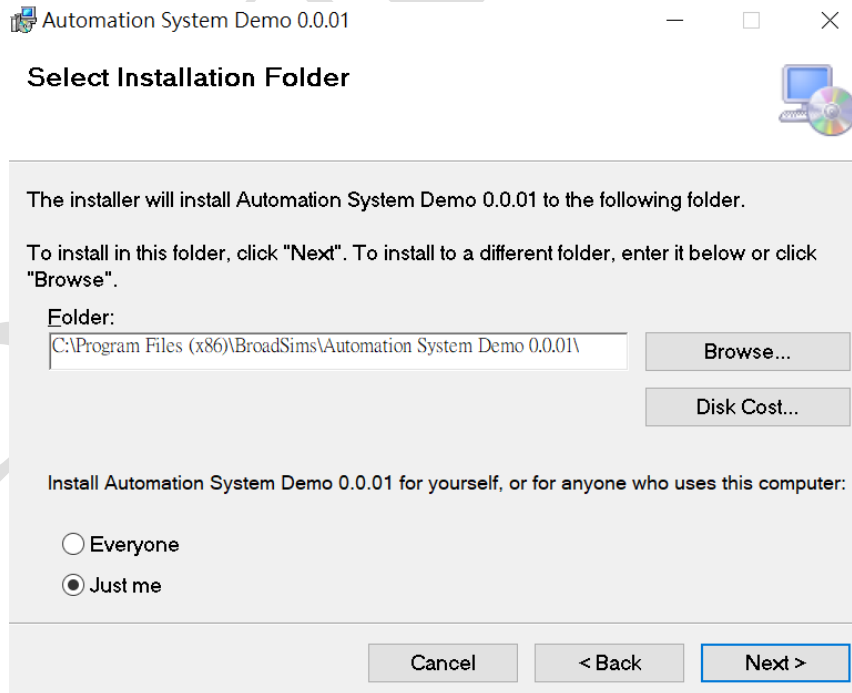 Automation System Demo 0.0.01
Select Installation Folder
The installer will install Automation System Demo 0.0.01 to the following folder.
To install in this folder, click "Next". To install to a different folder, enter it below or click
"Browse".
Folder:
C:\Program Files (x86)\BroadSims\Automation System Demo 0.0.01\
Browse...
Disk Cost...
Install Automation System Demo 0.0.01 for yourself, or for anyone who uses this computer:
Everyone
Just me
Cancel
< Back
Next >